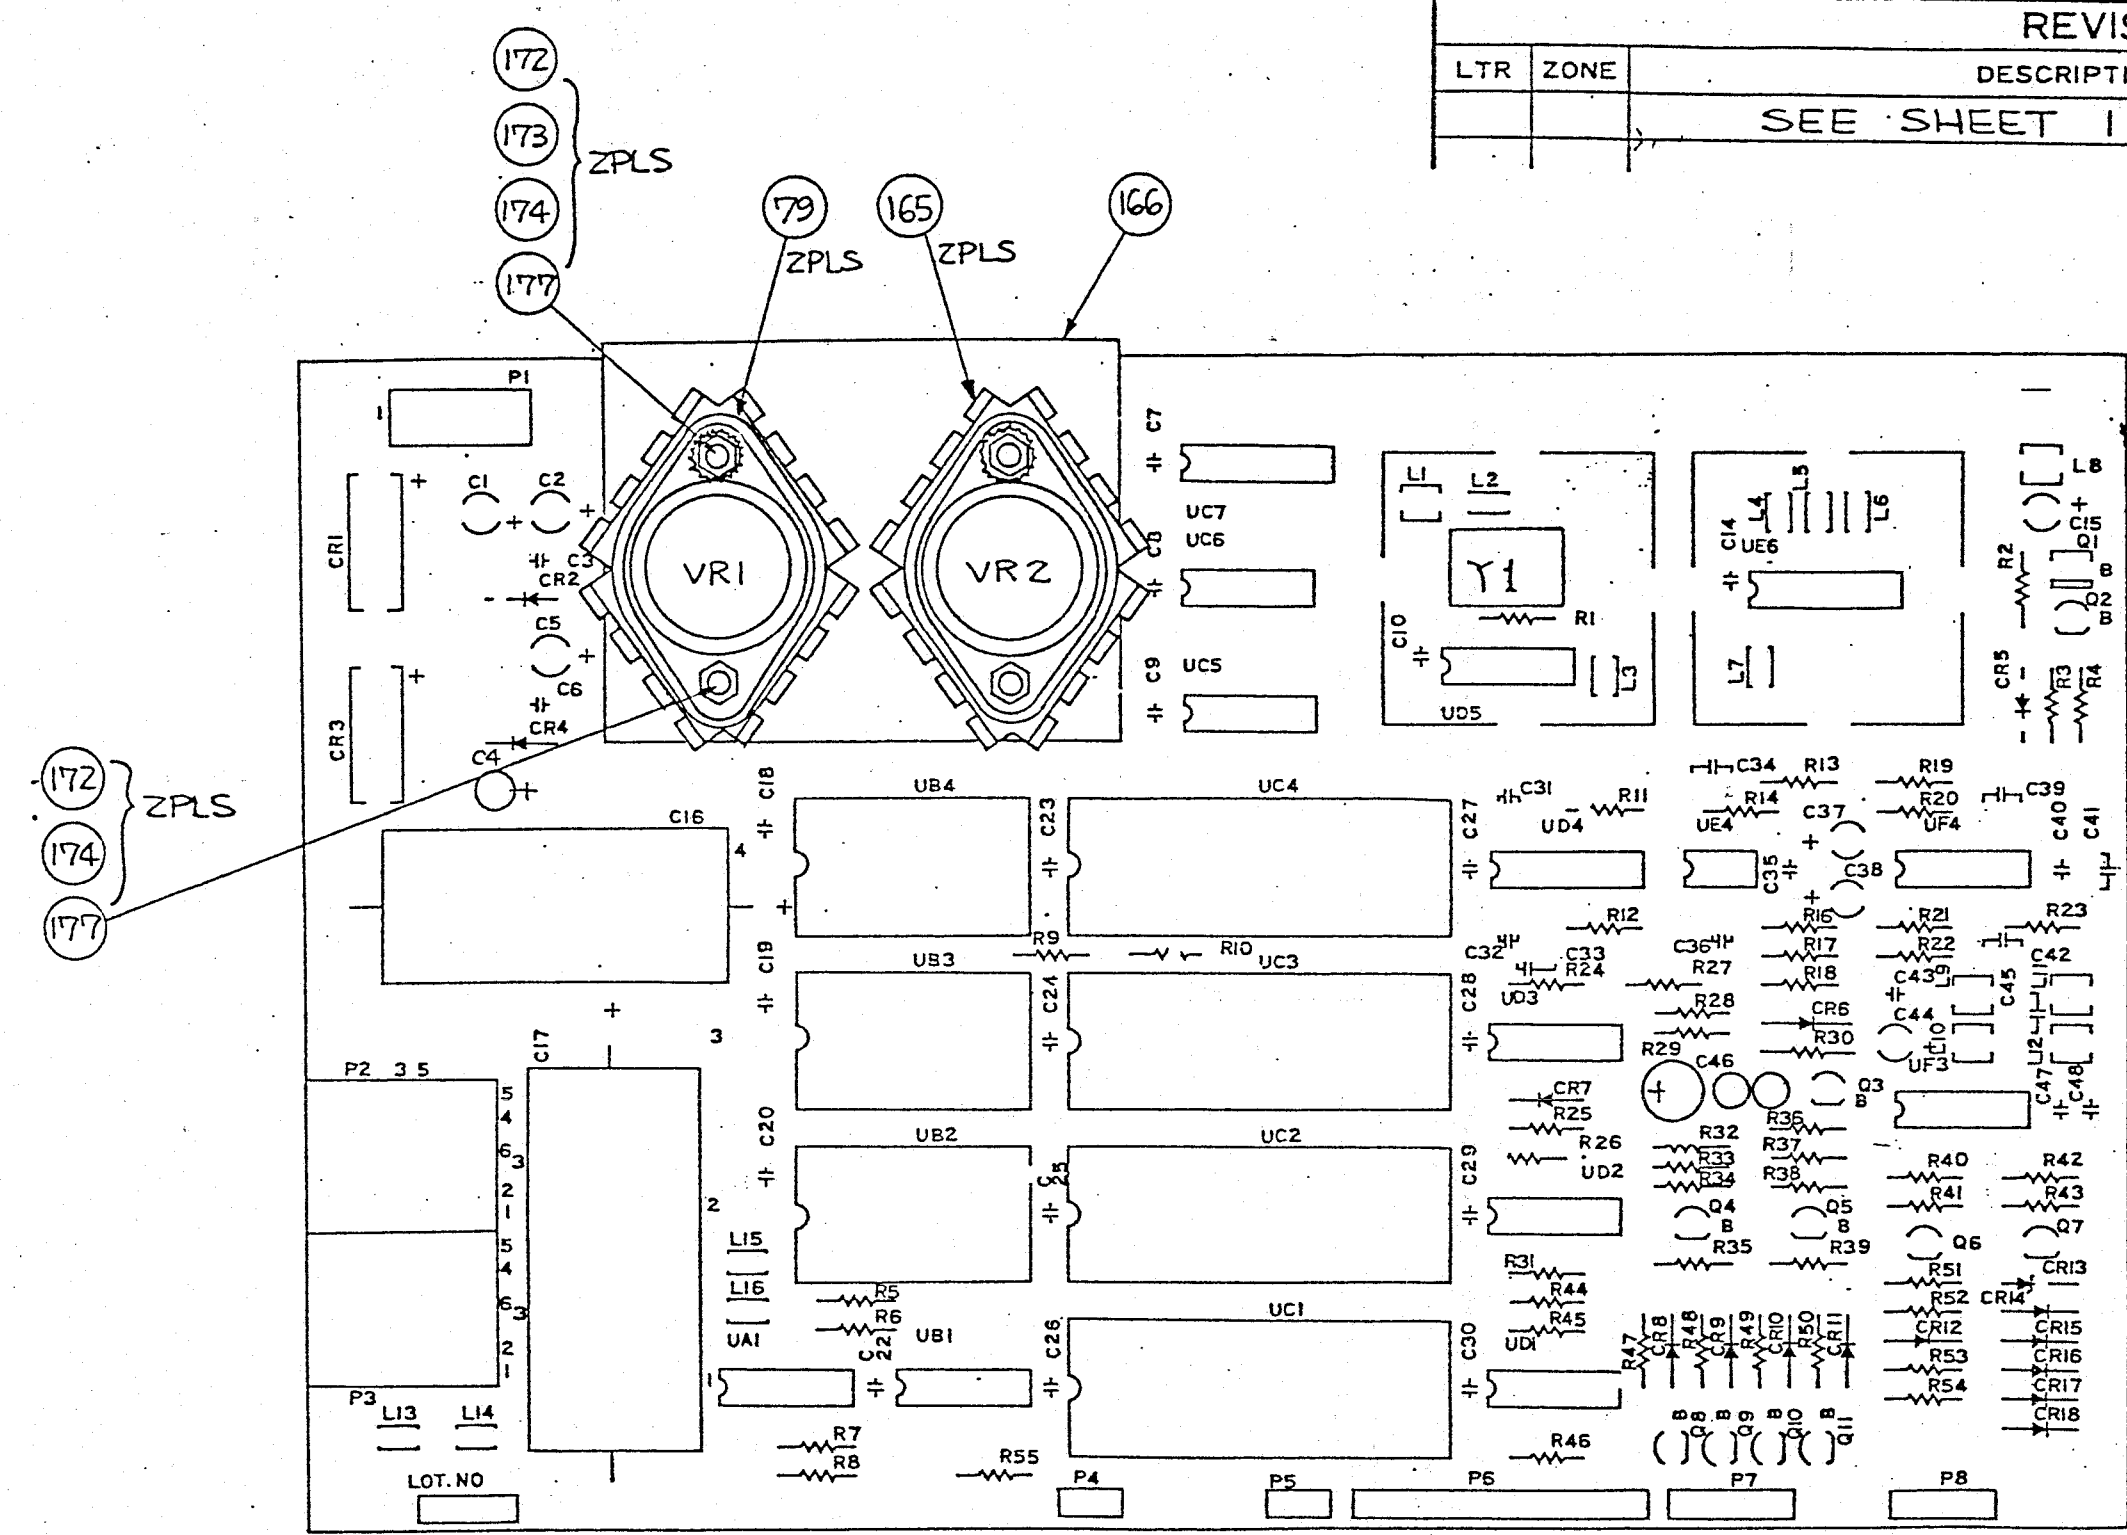 REVIS
LTR ZONE DESCRIPTI
SEE SHEET 1
172
173
174
177
2PLS
79
2PLS
165
2PLS
166
172
174
177
2PLS
P1
1
C1
C2
CR1
C3
CR2
C5
C6
CR3
CR4
C4
VR1
VR2
C7
UC7
UC6
C8
C9
UC5
L1
L2
Y1
R1
C10
L3
UD5
L4
L5
L6
C14
UE6
L7
L8
C15
Q1
B
R2
Q2
B
CR5
R3
R4
C16
4
C18
UB4
C23
UC4
C27
C31
R11
UD4
C34
R13
R14
UE4
C37
C35
C38
R19
R20
UF4
C39
C40
C41
C19
UB3
R9
R10
C24
UC3
C28
C32
C33
R12
R24
UD3
C36
R16
R17
R18
R27
R28
R21
R22
R23
C42
C43
L9
C45
L11
C44
L10
L12
UF3
CR6
R30
R29
C46
Q3
B
C47
C48
C17
3
P2 3 5
5
4
6
3
2
1
5
4
6
3
2
1
P3
2
1
C20
UB2
C25
UC2
C29
CR7
R25
R26
UD2
R32
R33
R34
R36
R37
R38
Q4
B
Q5
B
R35
R39
R40
R41
R42
R43
Q6
Q7
L15
L16
UA1
R5
R6
C22
UB1
C26
UC1
C30
R31
R44
R45
UD1
R47
CR8
R48
CR9
R49
CR10
R50
CR11
R51
R52
CR12
R53
R54
CR13
CR14
CR15
CR16
CR17
CR18
L13
L14
R7
R8
R55
R46
B
Q8
B
Q9
B
Q10
B
Q11
LOT. NO
P4
P5
P6
P7
P8